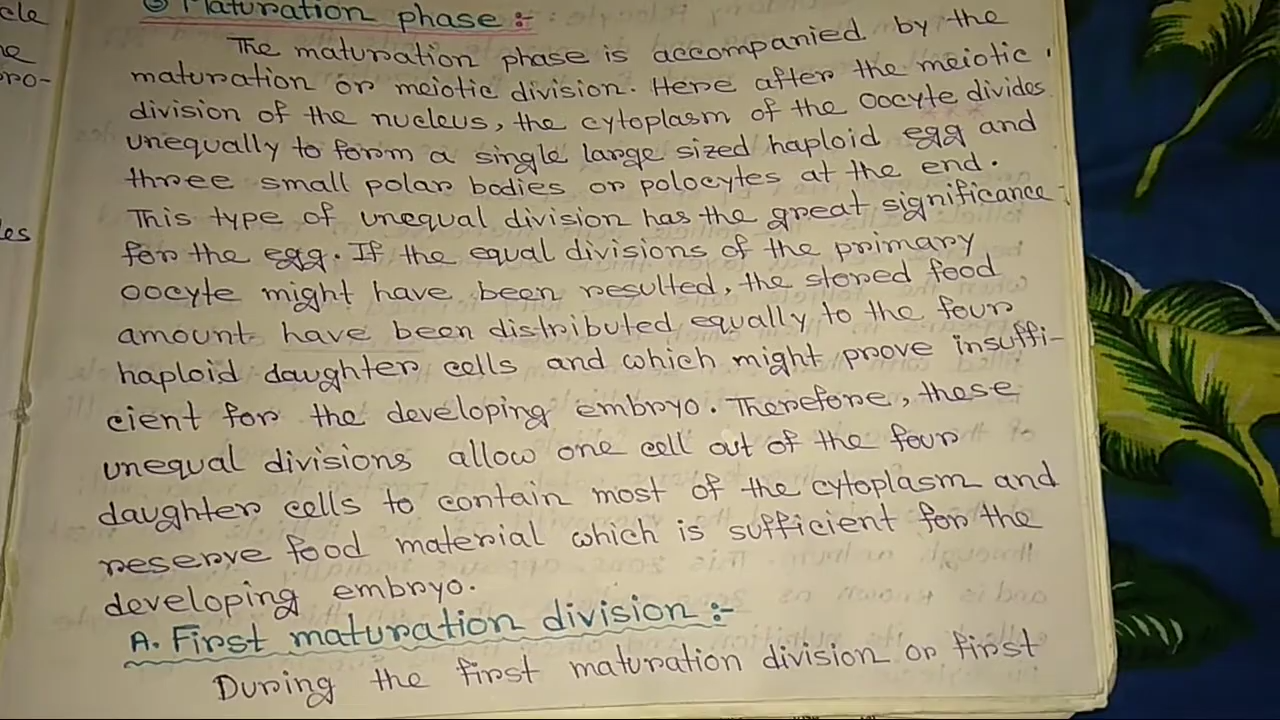 cle
③ Maturation phase :-
The maturation phase is accompanied by the
maturation or meiotic division. Here after the meiotic
pro-
division of the nucleus, the cytoplasm of the oocyte divides
unequally to form a single large sized haploid egg and
three small polar bodies or polocytes at the end.
This type of unequal division has the great significance
for the egg. If the equal divisions of the primary
oocyte might have been resulted, the stored food
amount have been distributed equally to the four
haploid daughter cells and which might prove insuffi-
cient for the developing embryo. Therefore, these
unequal divisions allow one cell out of the four
daughter cells to contain most of the cytoplasm and
reserve food material which is sufficient for the
developing embryo.
A. First maturation division :-
During the first maturation division or first